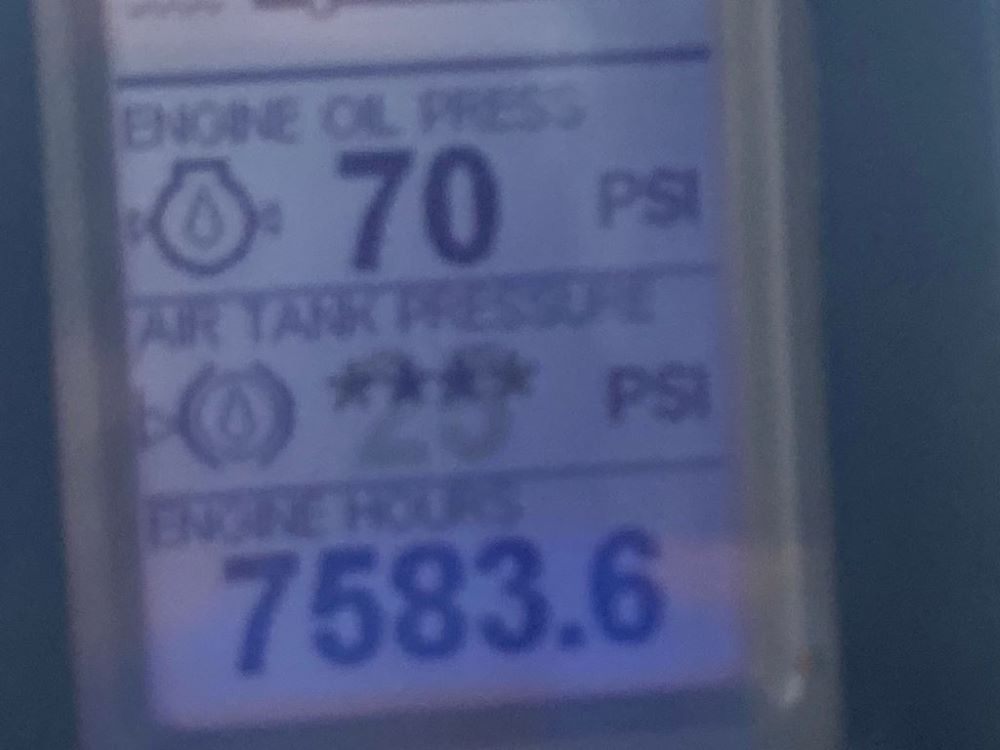 ENGINE OIL PRESS
70 PSI
AIR TANK PRESSURE
**** PSI
ENGINE HOURS
7583.6